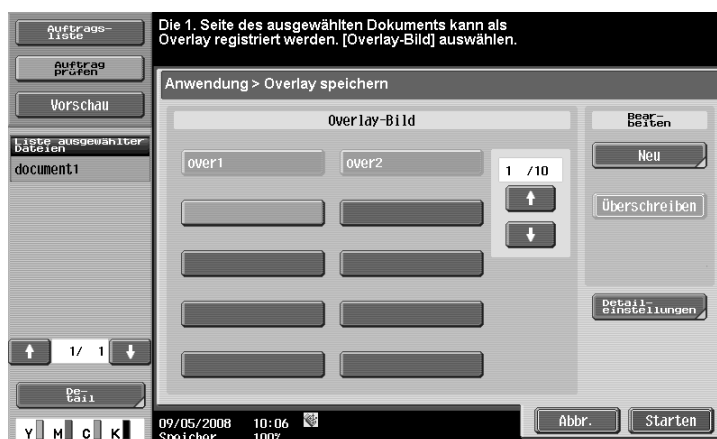 Auftrags-
liste
Auftrag
prüfen
Vorschau
Liste ausgewählter
Dateien
document1
1/ 1
De-
tail
Y M C K
Die 1. Seite des ausgewählten Dokuments kann als
Overlay registriert werden. [Overlay-Bild] auswählen.
Anwendung > Overlay speichern
Overlay-Bild
over1 over2
1 /10
Bear-
beiten
Neu
Überschreiben
Detail-
einstellungen
09/05/2008 10:06
Speicher 100%
Abbr. Starten